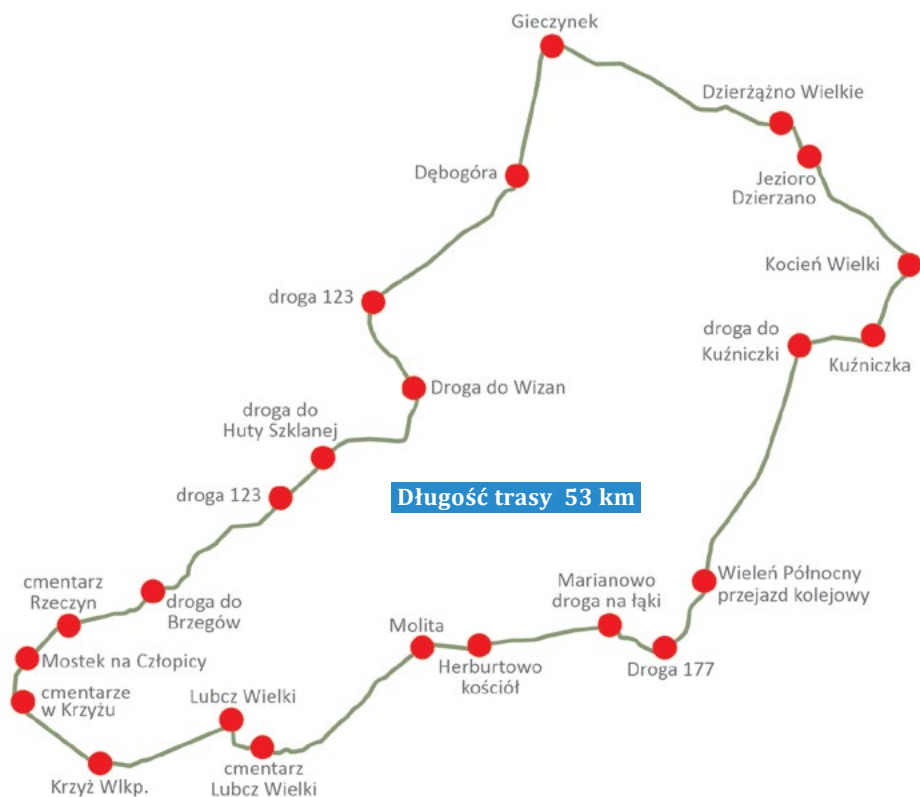 Gieczynek
Dzierżążno Wielkie
Dębogóra
Jezioro
Dzierzano
Kocień Wielki
droga 123
droga do
Kuźniczki
Kuźniczka
Droga do Wizan
droga do
Huty Szklanej
droga 123
Długość trasy 53 km
cmentarz
Rzeczyn
droga do
Brzegów
Marianowo
droga na łąki
Wieleń Północny
przejazd kolejowy
Molita
Mostek na Człopicy
Herburtowo
kościół
Droga 177
cmentarze
w Krzyżu
Lubcz Wielki
Krzyż Wlkp.
cmentarz
Lubcz Wielki